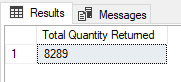 Results Messages
Total Quantity Returned
1 8289